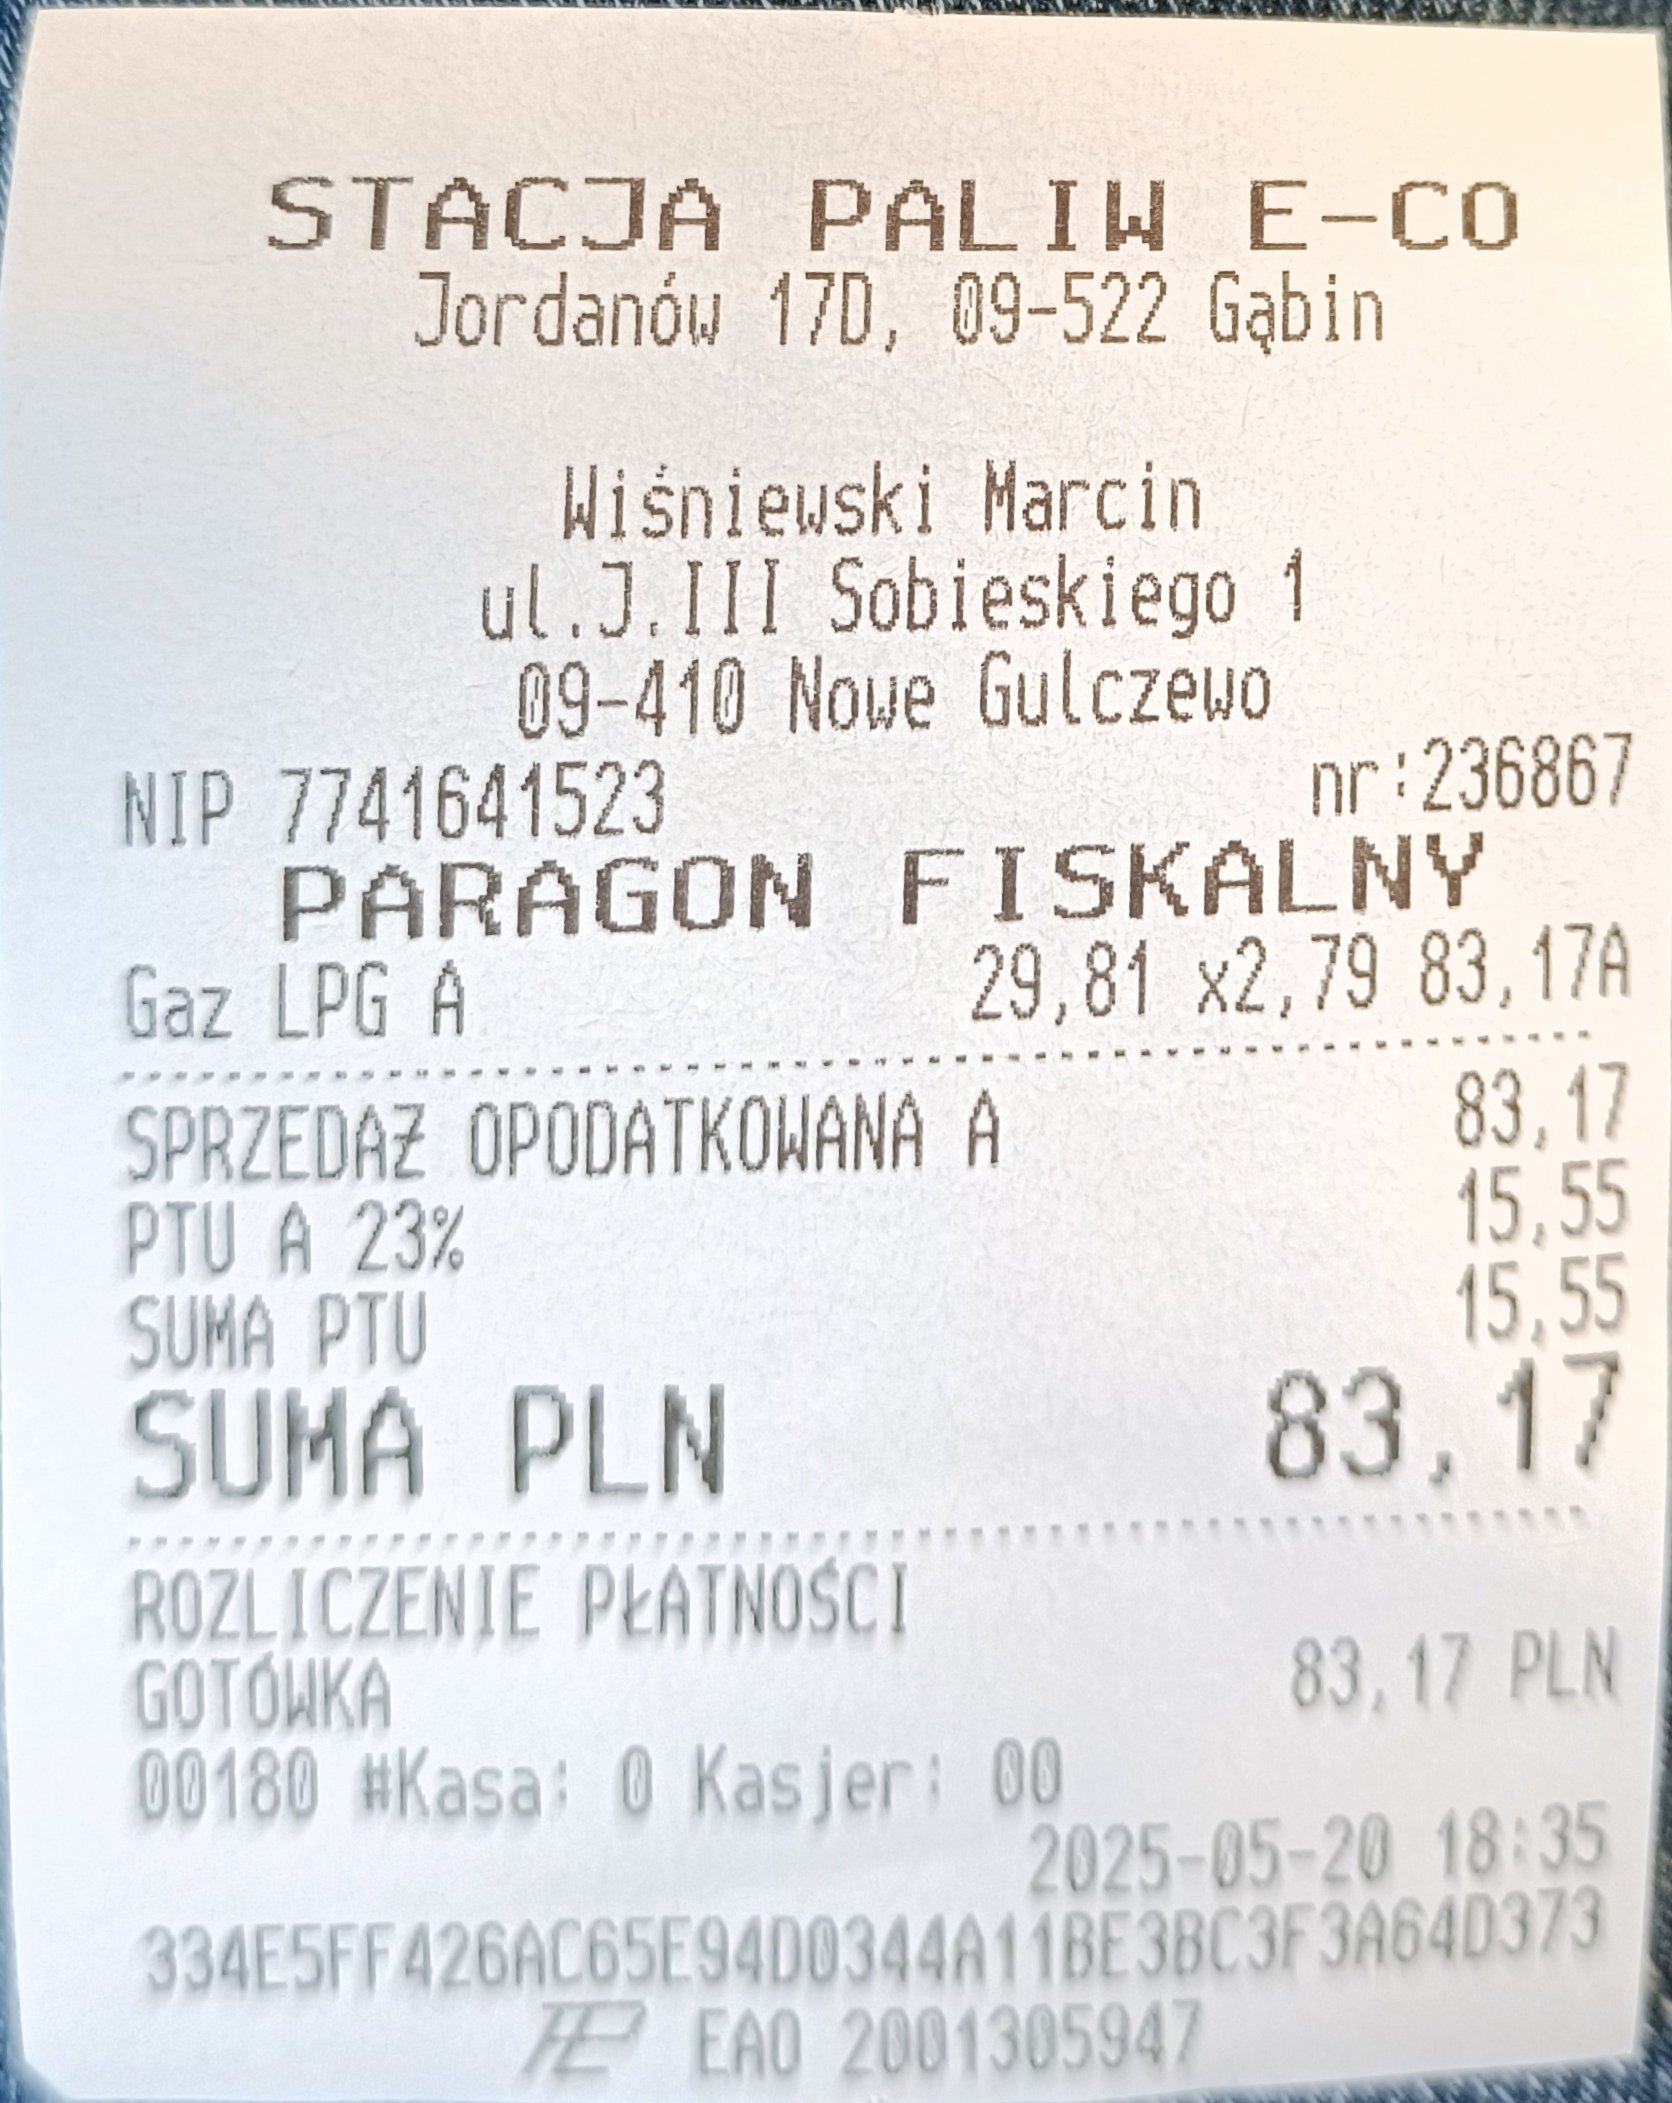 STACJA PALIW E-CO
Jordanów 17D, 09-522 Gąbin
Wiśniewski Marcin
ul.J.III Sobieskiego 1
09-410 Nowe Gulczewo
NIP 7741641523 nr:236867
PARAGON FISKALNY
Gaz LPG A 29,81 x2,79 83,17A
SPRZEDAŻ OPODATKOWANA A 83,17
PTU A 23% 15,55
SUMA PTU 15,55
SUMA PLN 83,17
ROZLICZENIE PŁATNOŚCI
GOTÓWKA 83,17 PLN
00180 #Kasa: 0 Kasjer: 00
2025-05-20 18:35
334E5FF426AC65E94D0344A11BE3BC3F3A64D373
EAO 2001305947